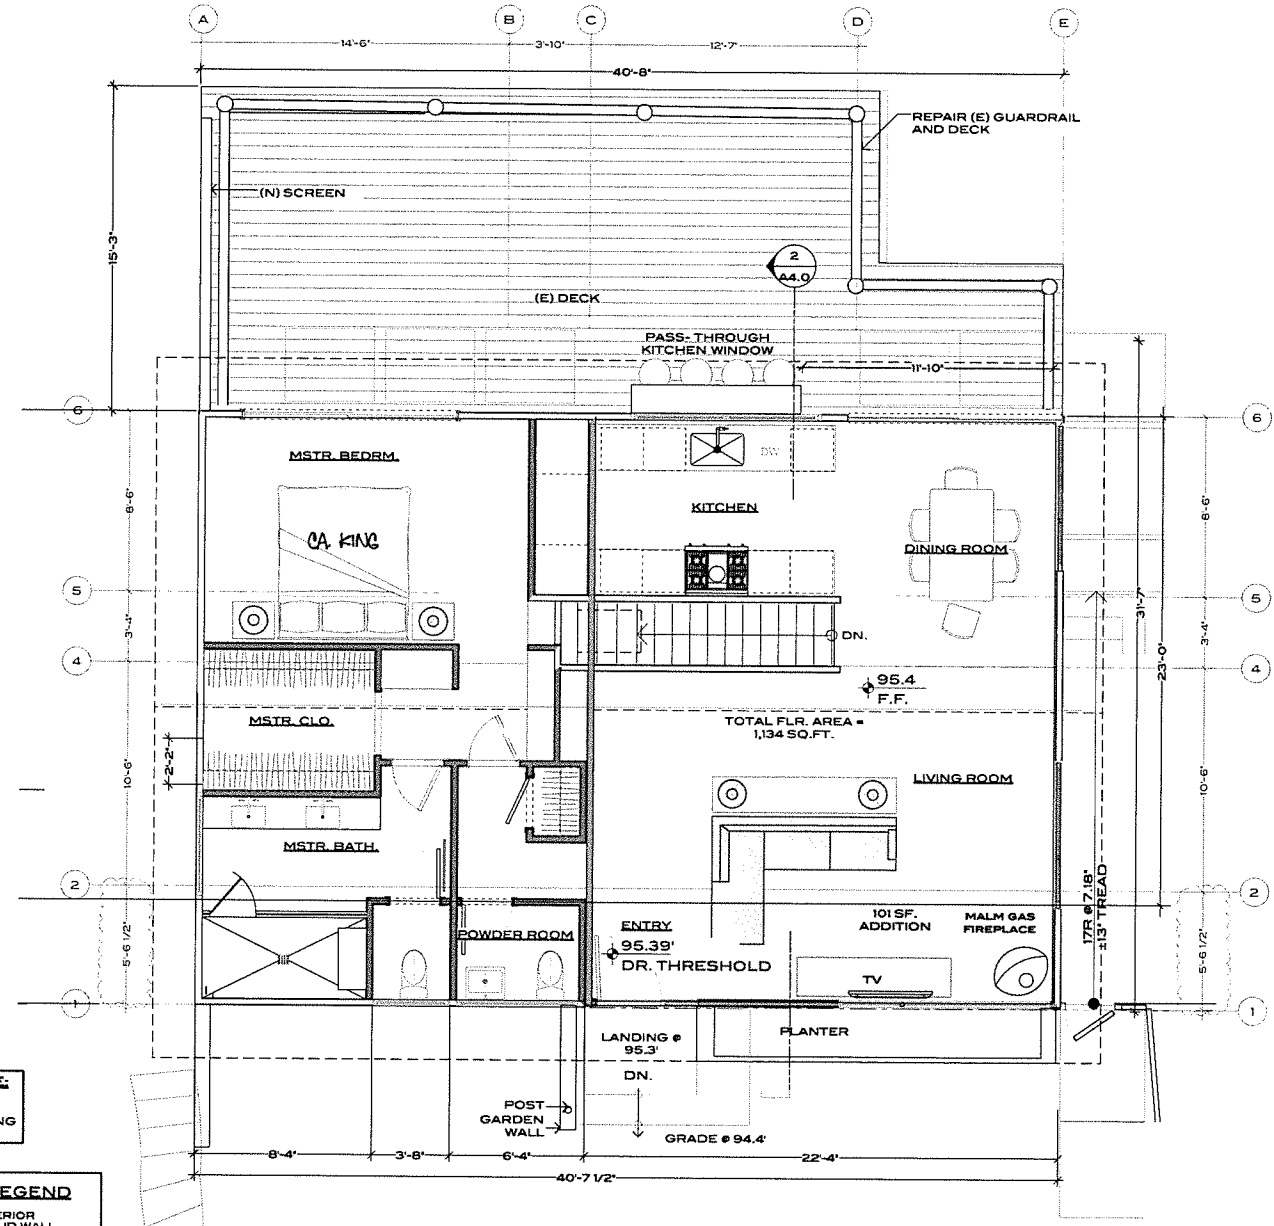 A
B
C
D
E
14'-6"
3'-10"
12'-7"
40'-8"
REPAIR (E) GUARDRAIL
AND DECK
(N) SCREEN
15'-3"
2
A4.0
(E) DECK
PASS- THROUGH
KITCHEN WINDOW
11'-10"
6
6
MSTR. BEDRM.
DW
8'-6"
8'-6"
KITCHEN
CA. KING
DINING ROOM
5
5
31'-7"
3'-4"
3'-4"
DN.
4
4
23'-0"
95.4
F.F.
MSTR. CLO.
TOTAL FLR. AREA =
1,134 SQ.FT.
2'-2"
10'-6"
10'-6"
LIVING ROOM
MSTR. BATH.
2
2
17R @ 7.18"
±13" TREAD
101 SF.
ADDITION
MALM GAS
FIREPLACE
ENTRY
POWDER ROOM
95.39'
DR. THRESHOLD
5'-6 1/2"
5'-6 1/2"
TV
1
1
PLANTER
LANDING @
95.3'
DN.
POST
GARDEN
WALL
GRADE @ 94.4'
NG
8'-4"
3'-8"
6'-4"
22'-4"
40'-7 1/2"
EGEND
ERIOR